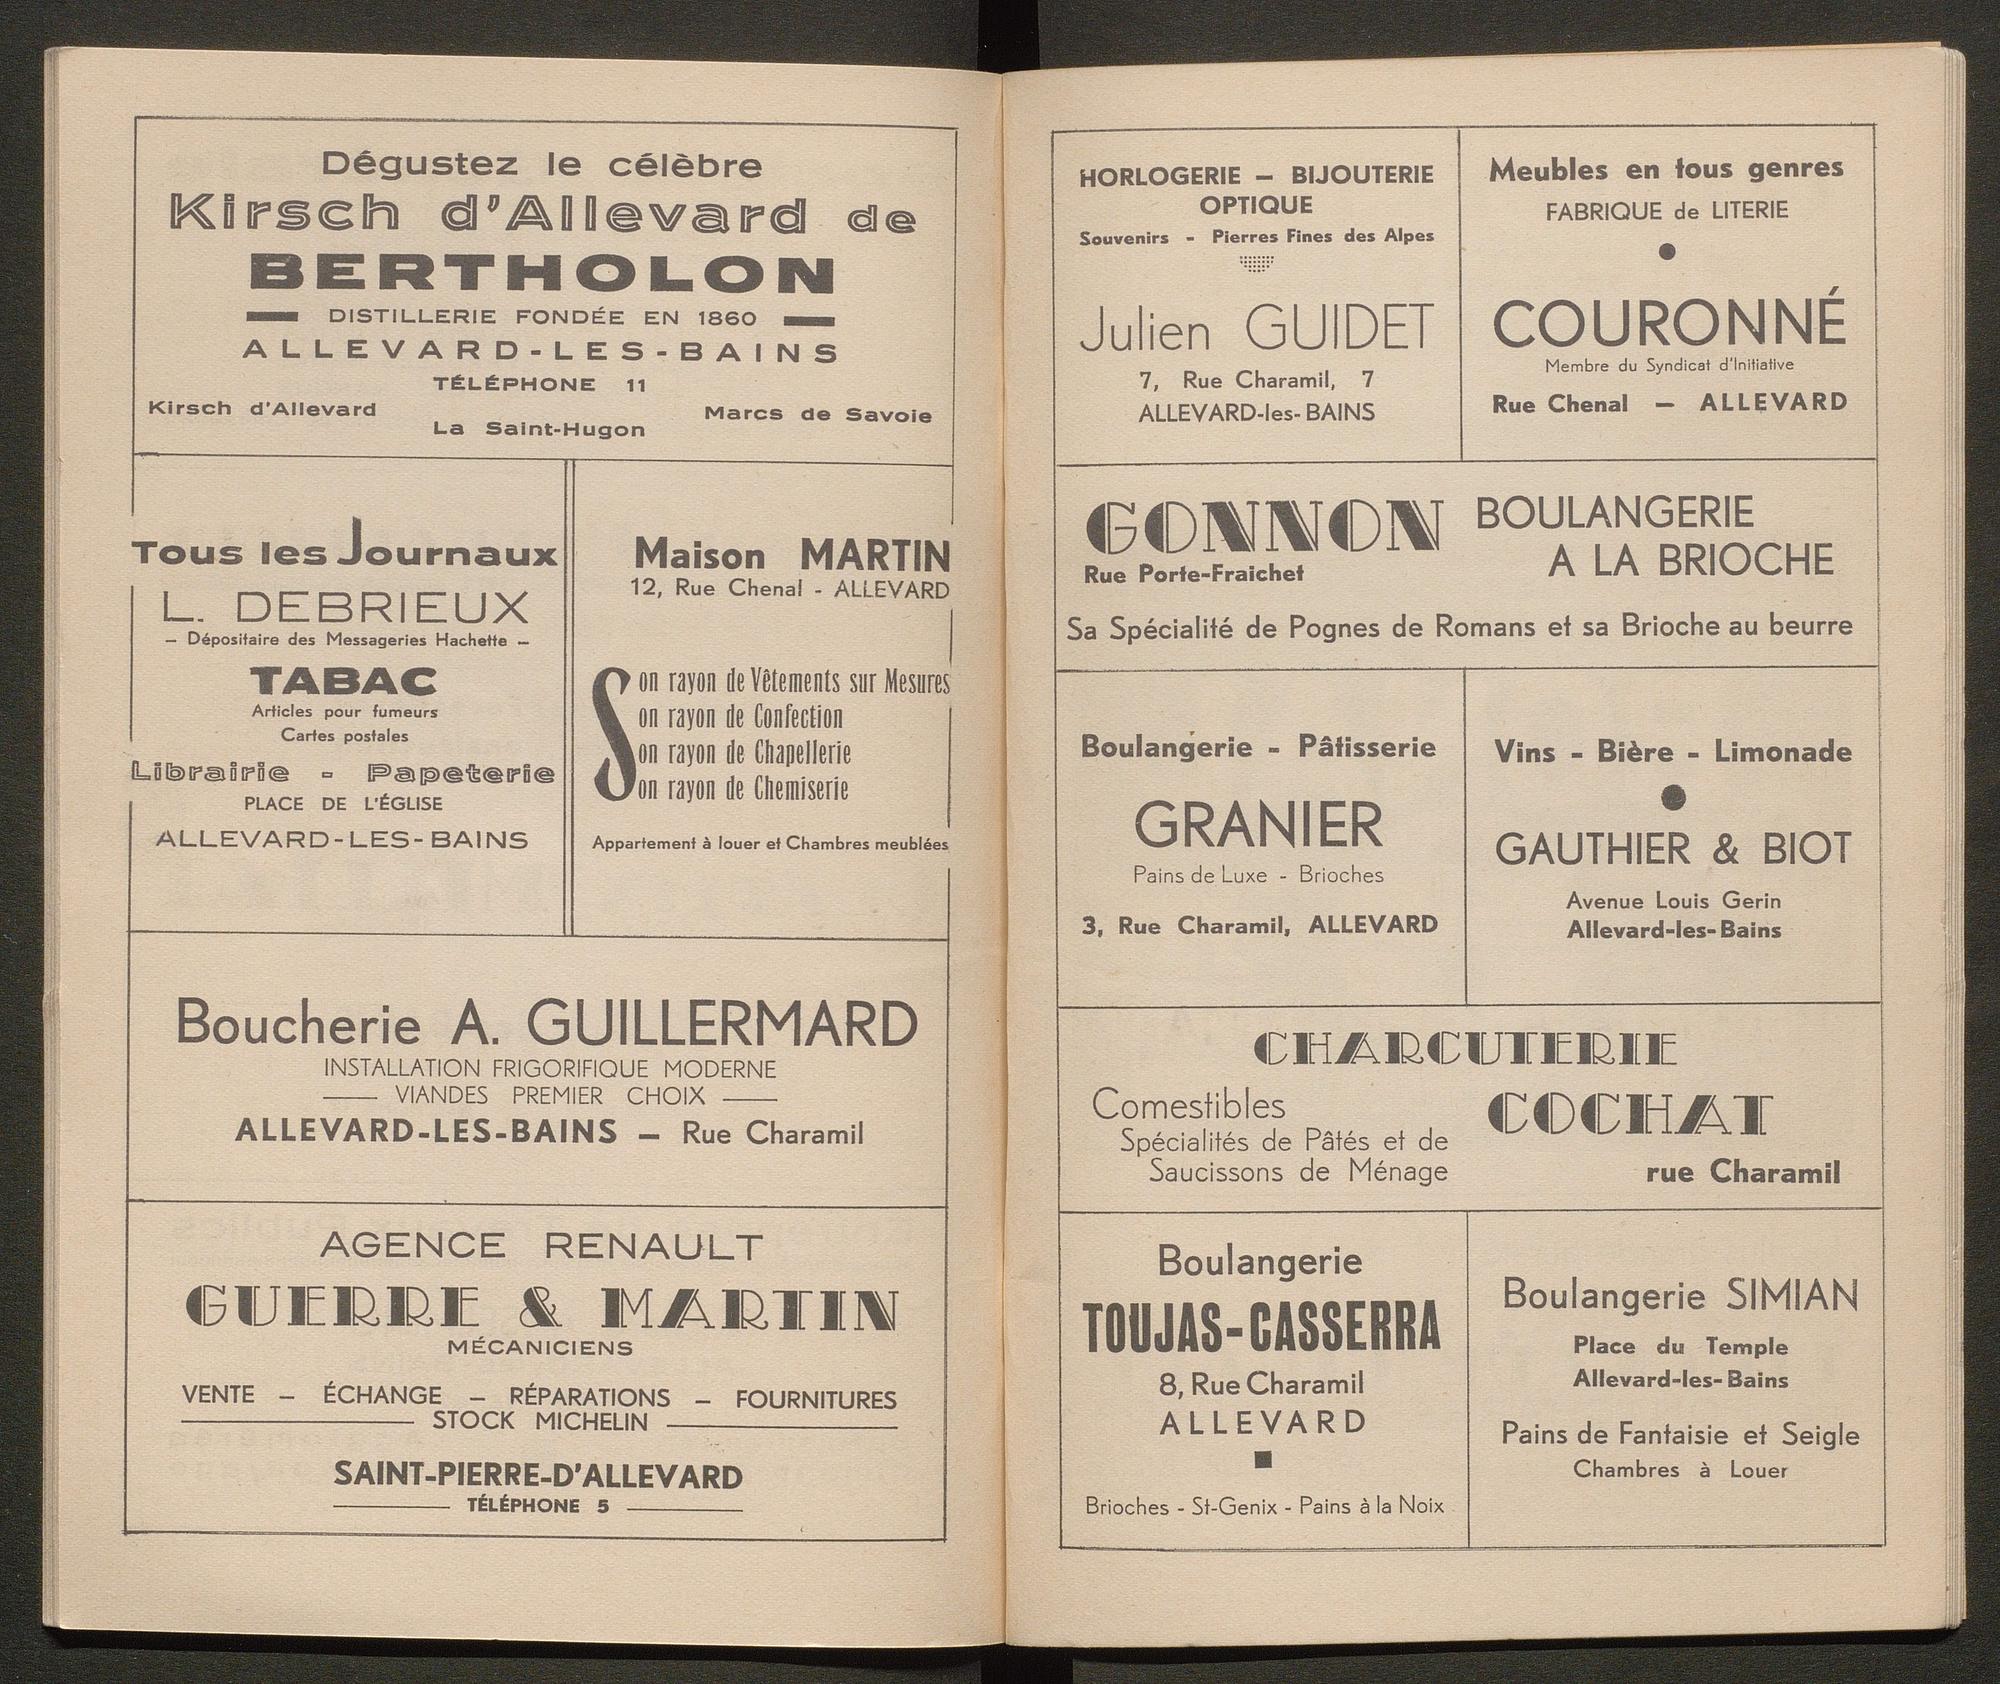 Dégustez le célèbre
Kirsch d'Allevard de
BERTHOLON
DISTILLERIE FONDÉE EN 1860
ALLEVARD-LES-BAINS
TÉLÉPHONE 11
Kirsch d'Allevard
La Saint-Hugon
Marcs de Savoie
Tous les Journaux
L. DEBRIEUX
– Dépositaire des Messageries Hachette –
TABAC
Articles pour fumeurs
Cartes postales
Librairie - Papeterie
PLACE DE L'ÉGLISE
ALLEVARD-LES-BAINS
Maison MARTIN
12, Rue Chenal - ALLEVARD
Son rayon de Vêtements sur Mesures
on rayon de Confection
on rayon de Chapellerie
on rayon de Chemiserie
Appartement à louer et Chambres meublées
Boucherie A. GUILLERMARD
INSTALLATION FRIGORIFIQUE MODERNE
VIANDES PREMIER CHOIX
ALLEVARD-LES-BAINS – Rue Charamil
AGENCE RENAULT
GUERRE & MARTIN
MÉCANICIENS
VENTE – ÉCHANGE – RÉPARATIONS – FOURNITURES
STOCK MICHELIN
SAINT-PIERRE-D'ALLEVARD
TÉLÉPHONE 5
HORLOGERIE – BIJOUTERIE
OPTIQUE
Souvenirs - Pierres Fines des Alpes
Julien GUIDET
7, Rue Charamil, 7
ALLEVARD-les-BAINS
Meubles en tous genres
FABRIQUE de LITERIE
COURONNÉ
Membre du Syndicat d'Initiative
Rue Chenal – ALLEVARD
GONNON BOULANGERIE
A LA BRIOCHE
Rue Porte-Fraichet
Sa Spécialité de Pognes de Romans et sa Brioche au beurre
Boulangerie - Pâtisserie
GRANIER
Pains de Luxe - Brioches
3, Rue Charamil, ALLEVARD
Vins - Bière - Limonade
GAUTHIER & BIOT
Avenue Louis Gerin
Allevard-les-Bains
CHARCUTERIE
COCHAT
Comestibles
Spécialités de Pâtés et de
Saucissons de Ménage
rue Charamil
Boulangerie
TOUJAS-CASSERRA
8, Rue Charamil
ALLEVARD
Brioches - St-Genix - Pains à la Noix
Boulangerie SIMIAN
Place du Temple
Allevard-les-Bains
Pains de Fantaisie et Seigle
Chambres à Louer